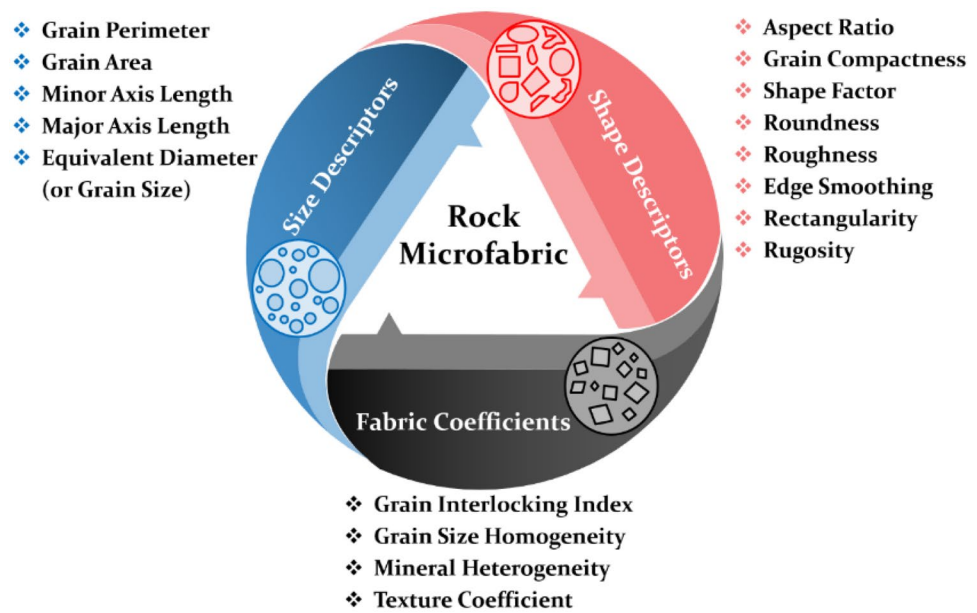 ❖ Grain Perimeter
❖ Grain Area
❖ Minor Axis Length
❖ Major Axis Length
❖ Equivalent Diameter
(or Grain Size)
Size Descriptors
Shape Descriptors
❖ Aspect Ratio
❖ Grain Compactness
❖ Shape Factor
❖ Roundness
❖ Roughness
❖ Edge Smoothing
❖ Rectangularity
❖ Rugosity
Rock
Microfabric
Fabric Coefficients
❖ Grain Interlocking Index
❖ Grain Size Homogeneity
❖ Mineral Heterogeneity
❖ Texture Coefficient